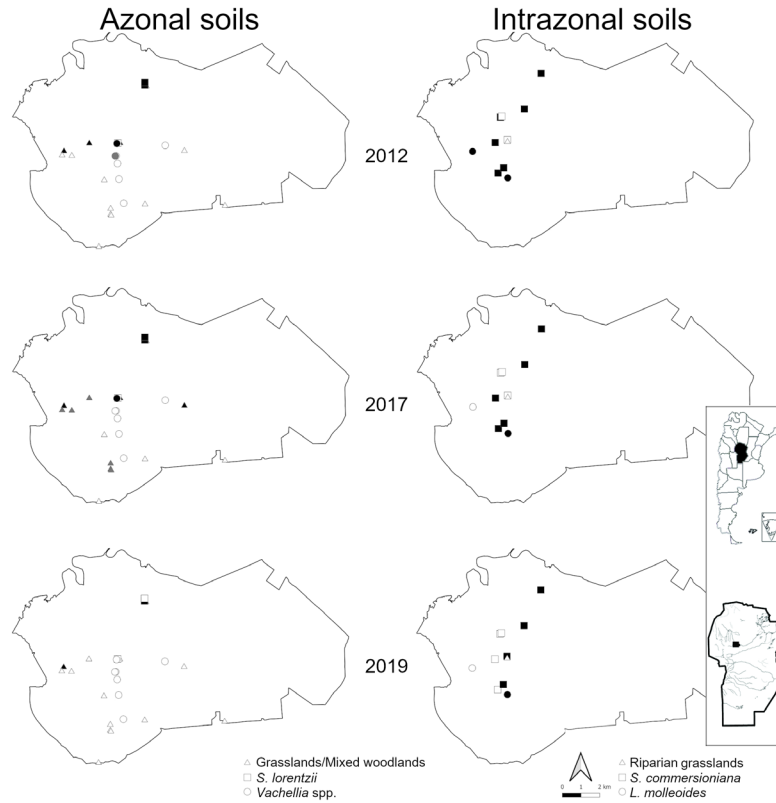 Azonal soils
Intrazonal soils
2012
2017
2019
Grasslands/Mixed woodlands
S. lorentzii
Vachellia spp.
0 1 2 km
Riparian grasslands
S. commersioniana
L. molleoides